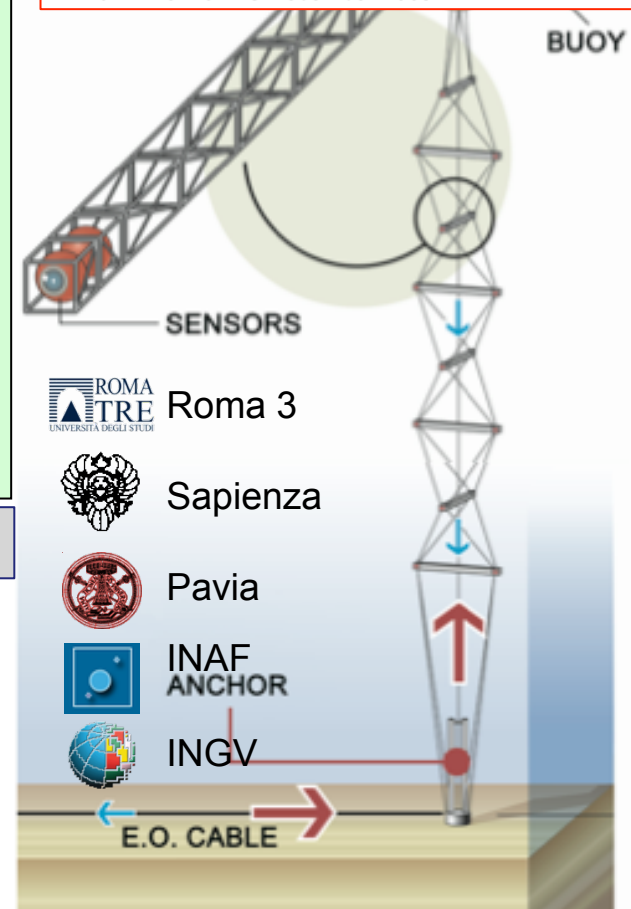 BUOY
SENSORS
ROMA
TRE
UNIVERSITÀ DEGLI STUDI
Roma 3
Sapienza
Pavia
INAF
ANCHOR
INGV
E.O. CABLE